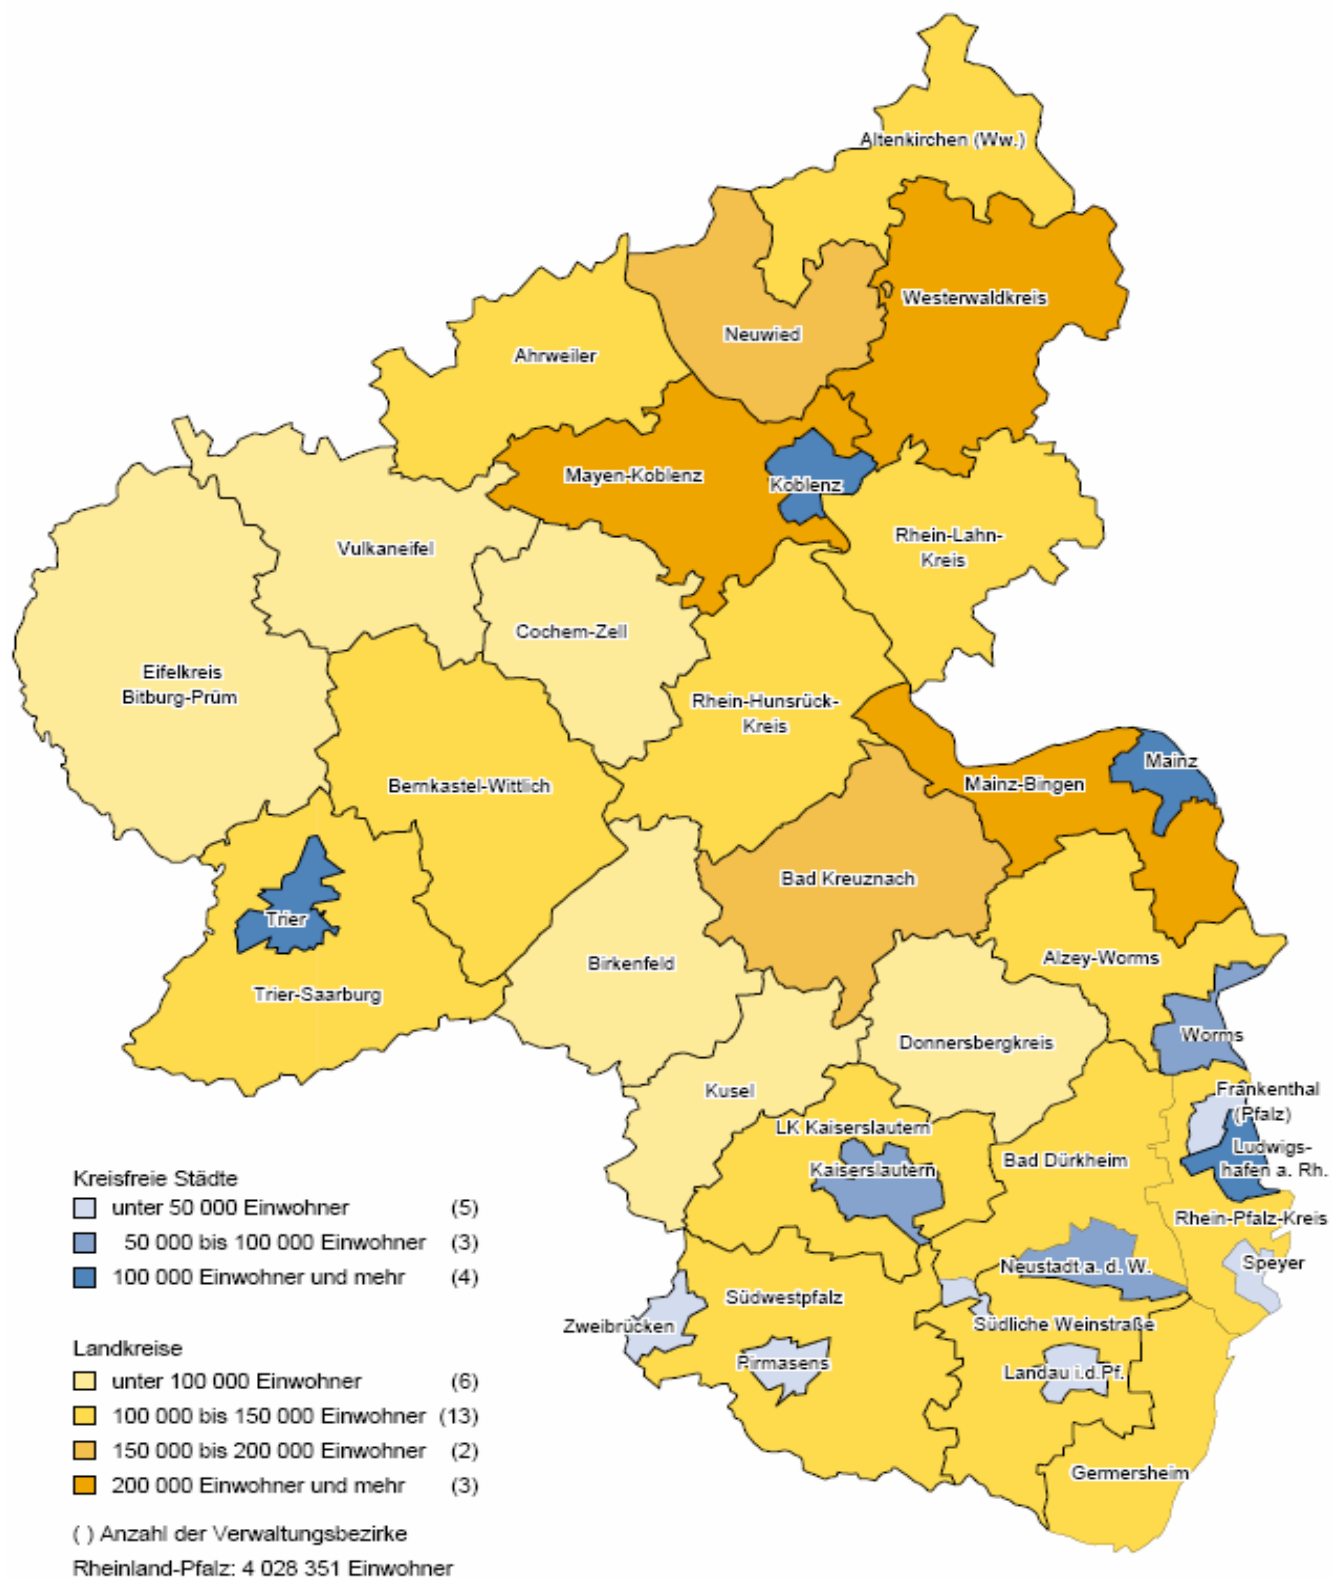 Altenkirchen (Ww.)
Westerwaldkreis
Neuwied
Ahrweiler
Mayen-Koblenz
Koblenz
Rhein-Lahn-
Kreis
Vulkaneifel
Cochem-Zell
Eifelkreis
Bitburg-Prüm
Rhein-Hunsrück-
Kreis
Mainz
Mainz-Bingen
Bernkastel-Wittlich
Bad Kreuznach
Trier
Alzey-Worms
Birkenfeld
Trier-Saarburg
Worms
Donnersbergkreis
Kusel
Frankenthal
(Pfalz)
LK Kaiserslautern
Ludwigs-
hafen a. Rh.
Bad Dürkheim
Kaiserslautern
Rhein-Pfalz-Kreis
Speyer
Neustadt a. d. W.
Südwestpfalz
Zweibrücken
Südliche Weinstraße
Pirmasens
Landau i.d.Pf.
Germersheim
Kreisfreie Städte
unter 50 000 Einwohner (5)
50 000 bis 100 000 Einwohner (3)
100 000 Einwohner und mehr (4)
Landkreise
unter 100 000 Einwohner (6)
100 000 bis 150 000 Einwohner (13)
150 000 bis 200 000 Einwohner (2)
200 000 Einwohner und mehr (3)
( ) Anzahl der Verwaltungsbezirke
Rheinland-Pfalz: 4 028 351 Einwohner